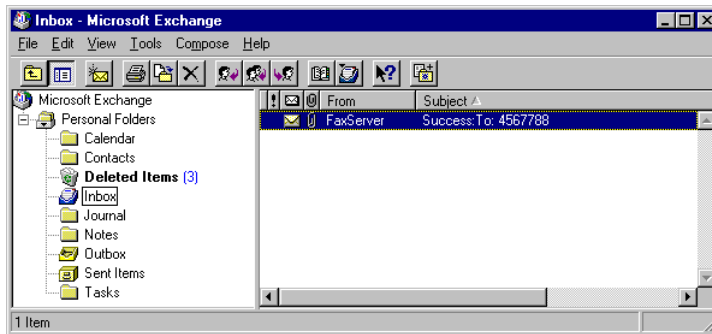 Inbox - Microsoft Exchange
File Edit View Tools Compose Help
Microsoft Exchange
! From Subject
Personal Folders
FaxServer Success:To: 4567788
Calendar
Contacts
Deleted Items (3)
Inbox
Journal
Notes
Outbox
Sent Items
Tasks
1 Item